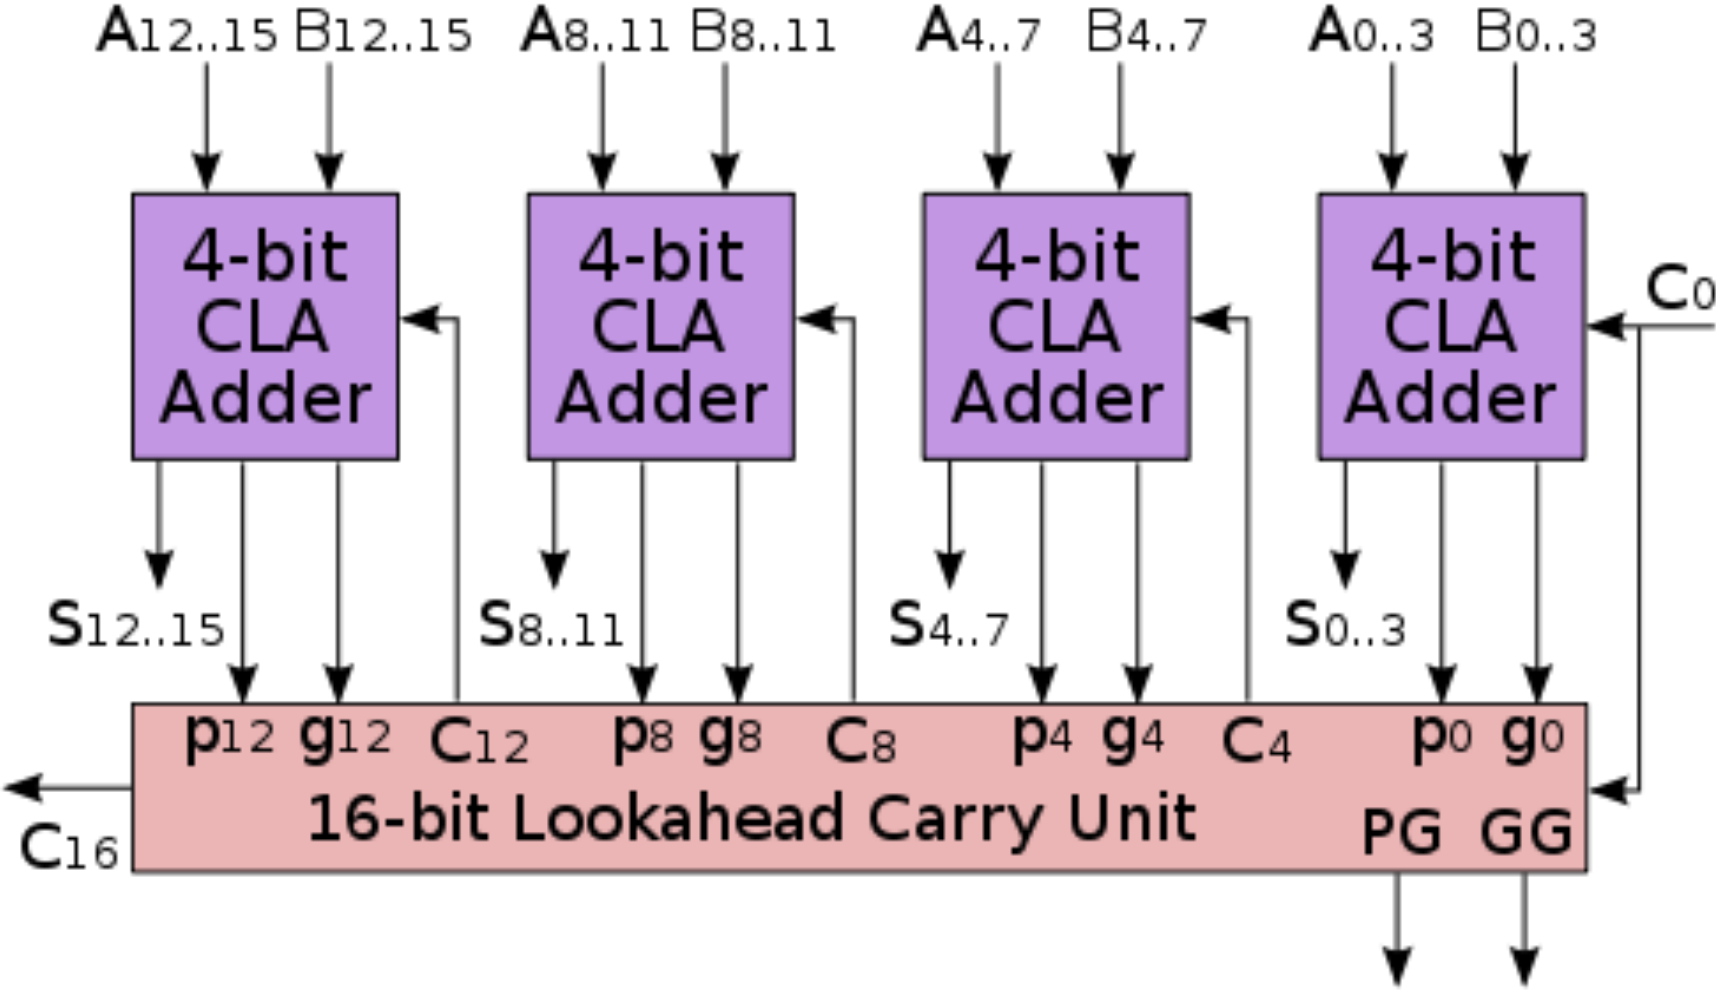 A12..15 B12..15 A8..11 B8..11 A4..7 B4..7 A0..3 B0..3
4-bit CLA Adder
4-bit CLA Adder
4-bit CLA Adder
4-bit CLA Adder
C0
S12..15 S8..11 S4..7 S0..3
p12 g12 C12 p8 g8 C8 p4 g4 C4 p0 g0
16-bit Lookahead Carry Unit
PG GG
C16